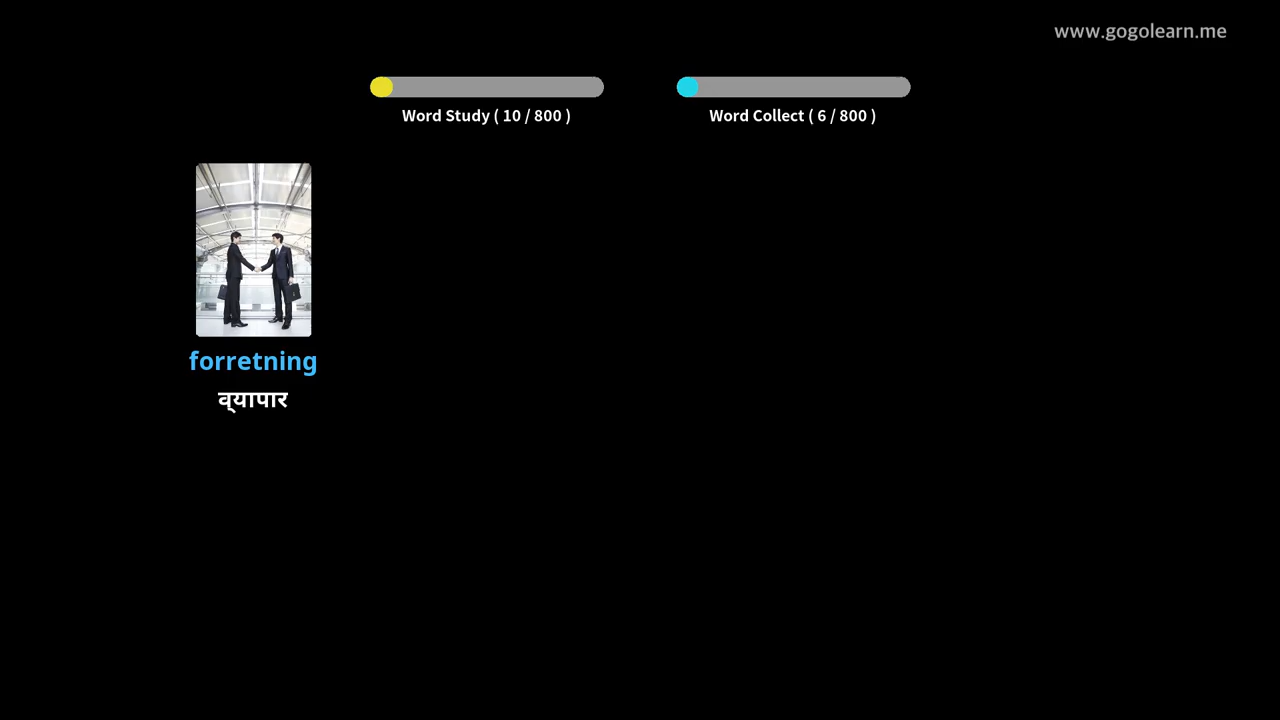 www.gogolearn.me
Word Study ( 10 / 800 )
Word Collect ( 6 / 800 )
forretning
व्यापार